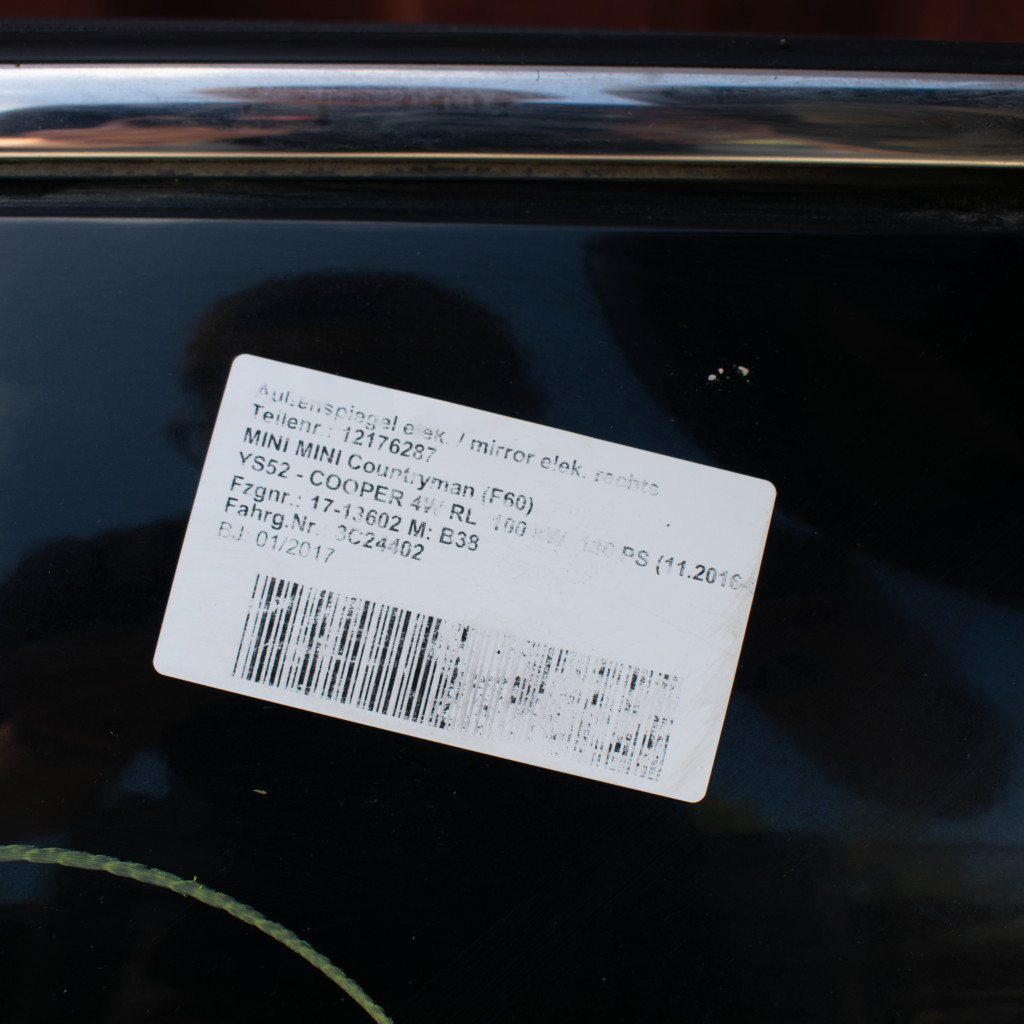 Außenspiegel elek. / mirror elek. rechts
Teilenr.: 12176287
MINI MINI Countryman (F60)
YS52 - COOPER 4W RL 100 kW 136 PS (11.2016-
Fzgnr.: 17-13602 M: B38
Fahrg.Nr.: 3C24402
BJ: 01/2017